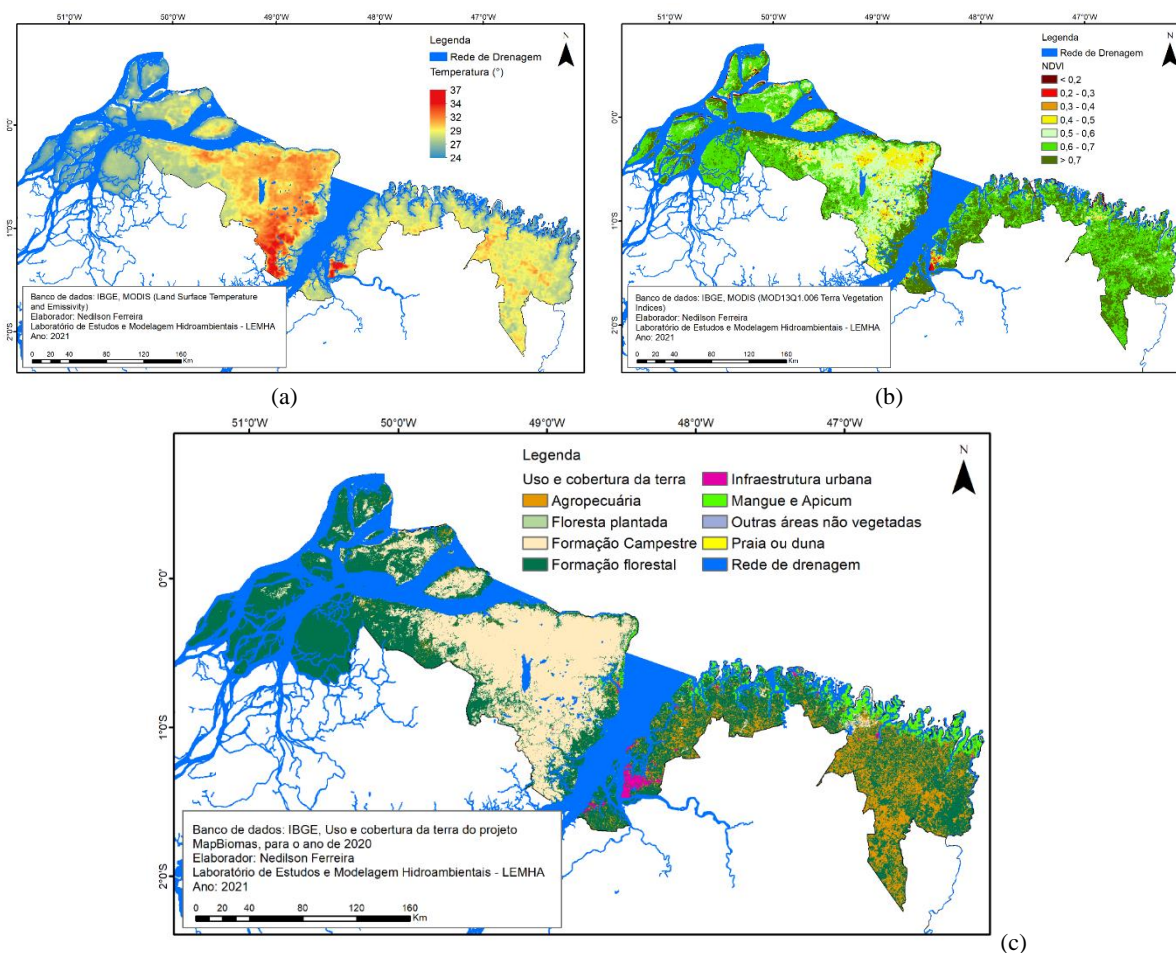 51°0'W 50°0'W 49°0'W 48°0'W 47°0'W
Legenda
Rede de Drenagem
Temperatura (°)
37
34
32
29
27
24
N
0°0'
1°0'S
2°0'S
Banco de dados: IBGE, MODIS (Land Surface Temperature
and Emissivity)
Elaborador: Nedilson Ferreira
Laboratório de Estudos e Modelagem Hidroambientais - LEMHA
Ano: 2021
0 10 20 40 80 120 160
Km
(a)
51°0'W 50°0'W 49°0'W 48°0'W 47°0'W
Legenda
Rede de Drenagem
NDVI
< 0,2
0,2 - 0,3
0,3 - 0,4
0,4 - 0,5
0,5 - 0,6
0,6 - 0,7
> 0,7
N
0°0'
1°0'S
2°0'S
Banco de dados: IBGE, MODIS (MOD13Q1.006 Terra Vegetation
Indices)
Elaborador: Nedilson Ferreira
Laboratório de Estudos e Modelagem Hidroambientais - LEMHA
Ano: 2021
0 10 20 40 80 120 160
Km
(b)
51°0'W 50°0'W 49°0'W 48°0'W 47°0'W
Legenda
Uso e cobertura da terra
Agropecuária
Floresta plantada
Formação Campestre
Formação florestal
Infraestrutura urbana
Mangue e Apicum
Outras áreas não vegetadas
Praia ou duna
Rede de drenagem
N
0°0'
1°0'S
2°0'S
Banco de dados: IBGE, Uso e cobertura da terra do projeto
MapBiomas, para o ano de 2020
Elaborador: Nedilson Ferreira
Laboratório de Estudos e Modelagem Hidroambientais - LEMHA
Ano: 2021
0 10 20 40 80 120 160
Km
(c)